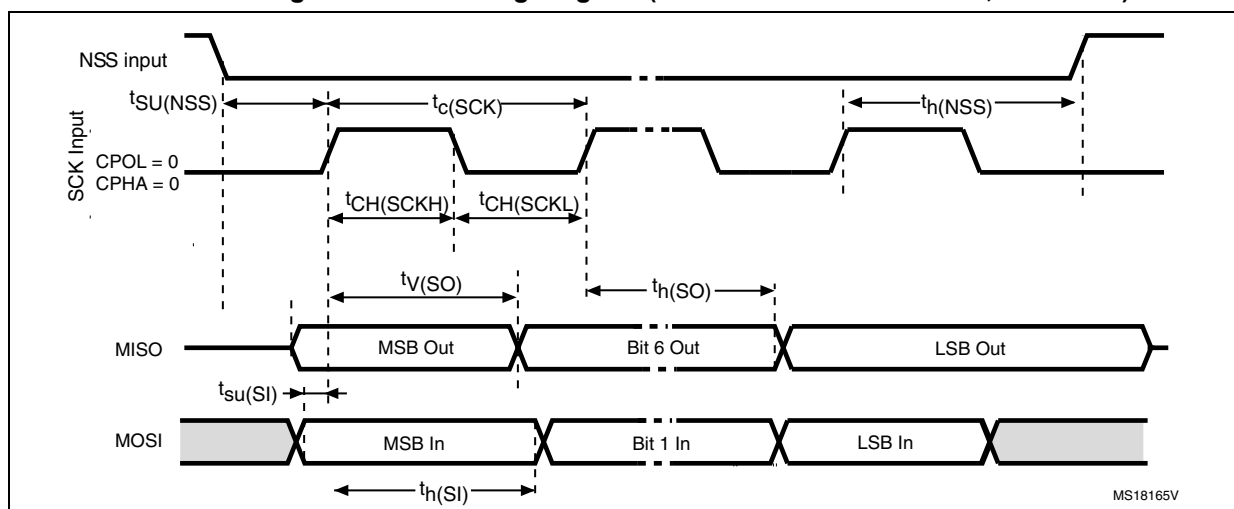 NSS input
tSU(NSS)
tc(SCK)
th(NSS)
SCK Input
CPOL = 0
CPHA = 0
tCH(SCKH)
tCH(SCKL)
tV(SO)
th(SO)
MISO
MSB Out
Bit 6 Out
LSB Out
tsu(SI)
MOSI
MSB In
Bit 1 In
LSB In
th(SI)
MS18165V